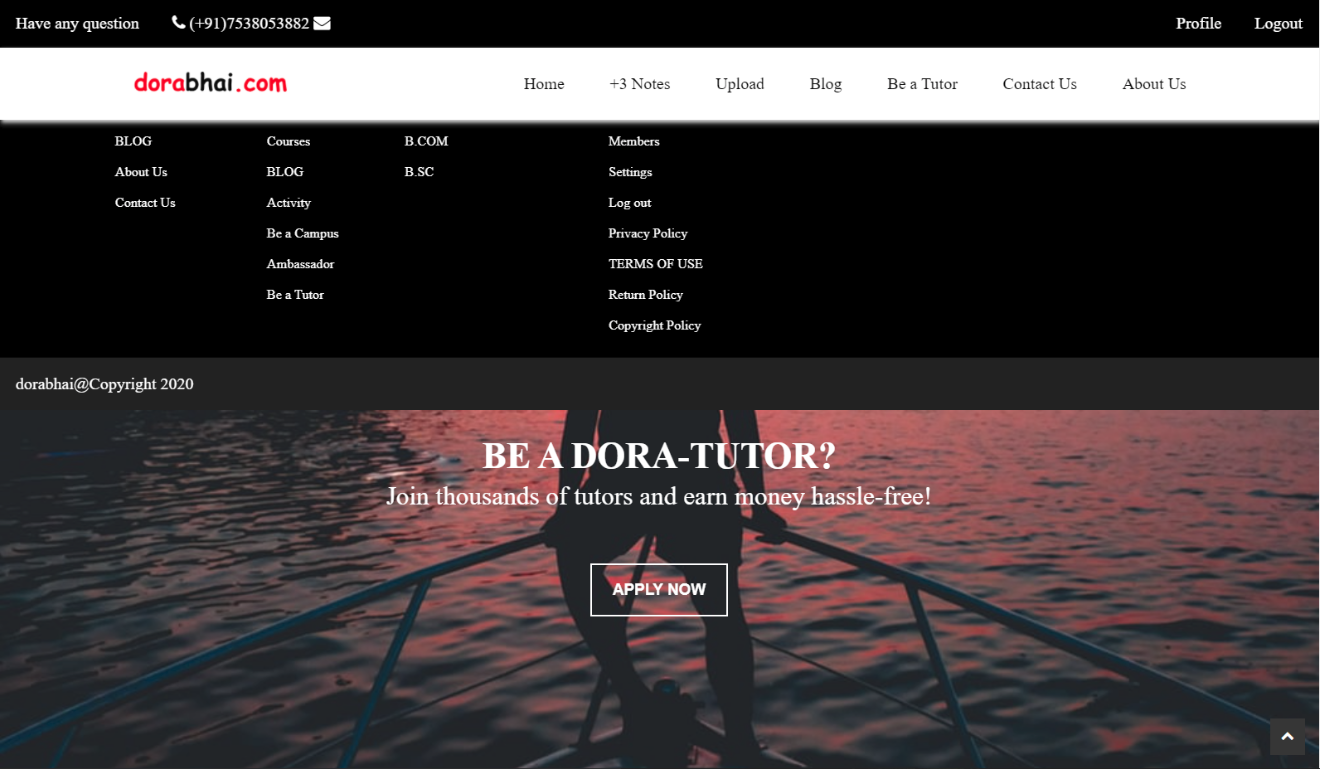 Have any question (+91)7538053882 Profile Logout
dorabhai.com Home +3 Notes Upload Blog Be a Tutor Contact Us About Us
BLOG Courses B.COM Members
About Us BLOG B.SC Settings
Contact Us Activity Log out
Be a Campus Privacy Policy
Ambassador TERMS OF USE
Be a Tutor Return Policy
Copyright Policy
dorabhai@Copyright 2020
BE A DORA-TUTOR?
Join thousands of tutors and earn money hassle-free!
APPLY NOW